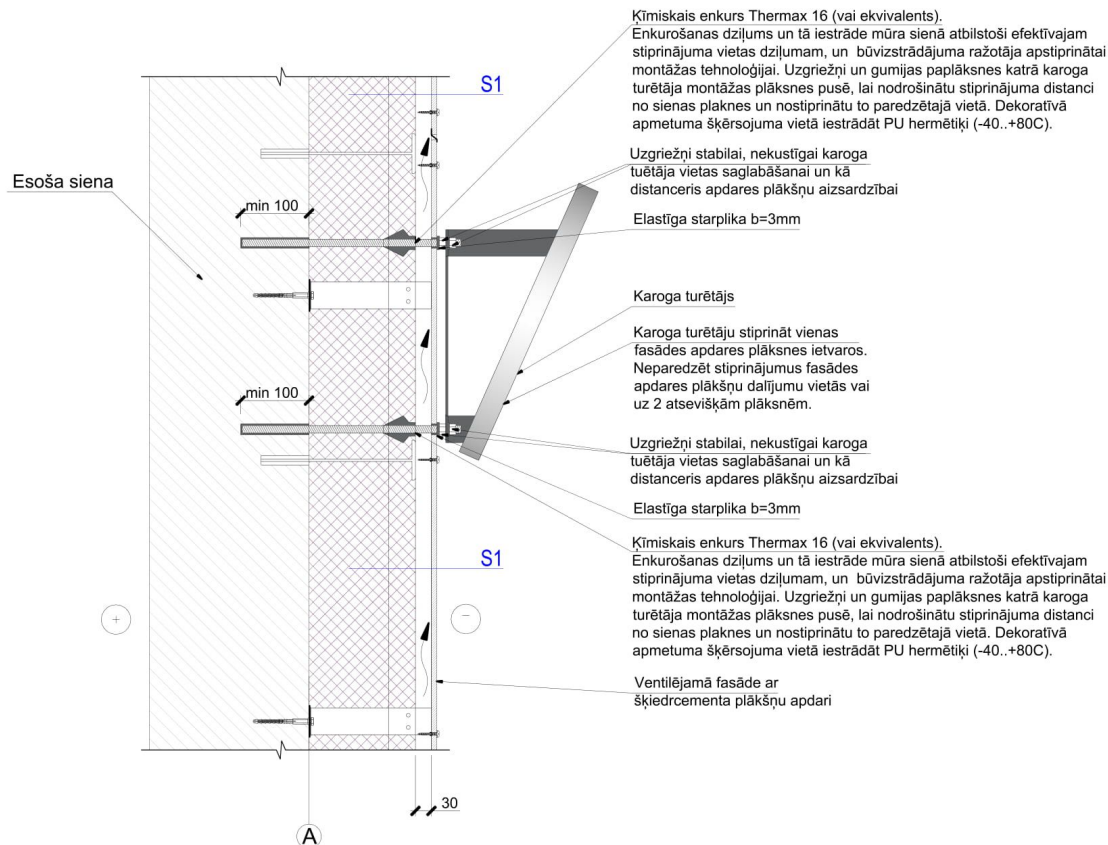 Ķīmiskais enkurs Thermax 16 (vai ekvivalents).
Enkurošanas dziļums un tā iestrāde mūra sienā atbilstoši efektīvajam
stiprinājuma vietas dziļumam, un būvizstrādājuma ražotāja apstiprinātai
montāžas tehnoloģijai. Uzgriežņi un gumijas paplāksnes katrā karoga
turētāja montāžas plāksnes pusē, lai nodrošinātu stiprinājuma distanci
no sienas plaknes un nostiprinātu to paredzētajā vietā. Dekoratīvā
apmetuma šķērsojuma vietā iestrādāt PU hermētiķi (-40..+80C).
S1
Uzgriežņi stabilai, nekustīgai karoga
tuētāja vietas saglabāšanai un kā
distanceris apdares plākšņu aizsardzībai
Esoša siena
min 100
Elastīga starplika b=3mm
Karoga turētājs
Karoga turētāju stiprināt vienas
fasādes apdares plāksnes ietvaros.
Neparedzēt stiprinājumus fasādes
apdares plākšņu dalījumu vietās vai
uz 2 atsevišķām plāksnēm.
min 100
Uzgriežņi stabilai, nekustīgai karoga
tuētāja vietas saglabāšanai un kā
distanceris apdares plākšņu aizsardzībai
Elastīga starplika b=3mm
Ķīmiskais enkurs Thermax 16 (vai ekvivalents).
Enkurošanas dziļums un tā iestrāde mūra sienā atbilstoši efektīvajam
stiprinājuma vietas dziļumam, un būvizstrādājuma ražotāja apstiprinātai
montāžas tehnoloģijai. Uzgriežņi un gumijas paplāksnes katrā karoga
turētāja montāžas plāksnes pusē, lai nodrošinātu stiprinājuma distanci
no sienas plaknes un nostiprinātu to paredzētajā vietā. Dekoratīvā
apmetuma šķērsojuma vietā iestrādāt PU hermētiķi (-40..+80C).
S1
+
−
Ventilējamā fasāde ar
šķiedrcementa plākšņu apdari
30
A